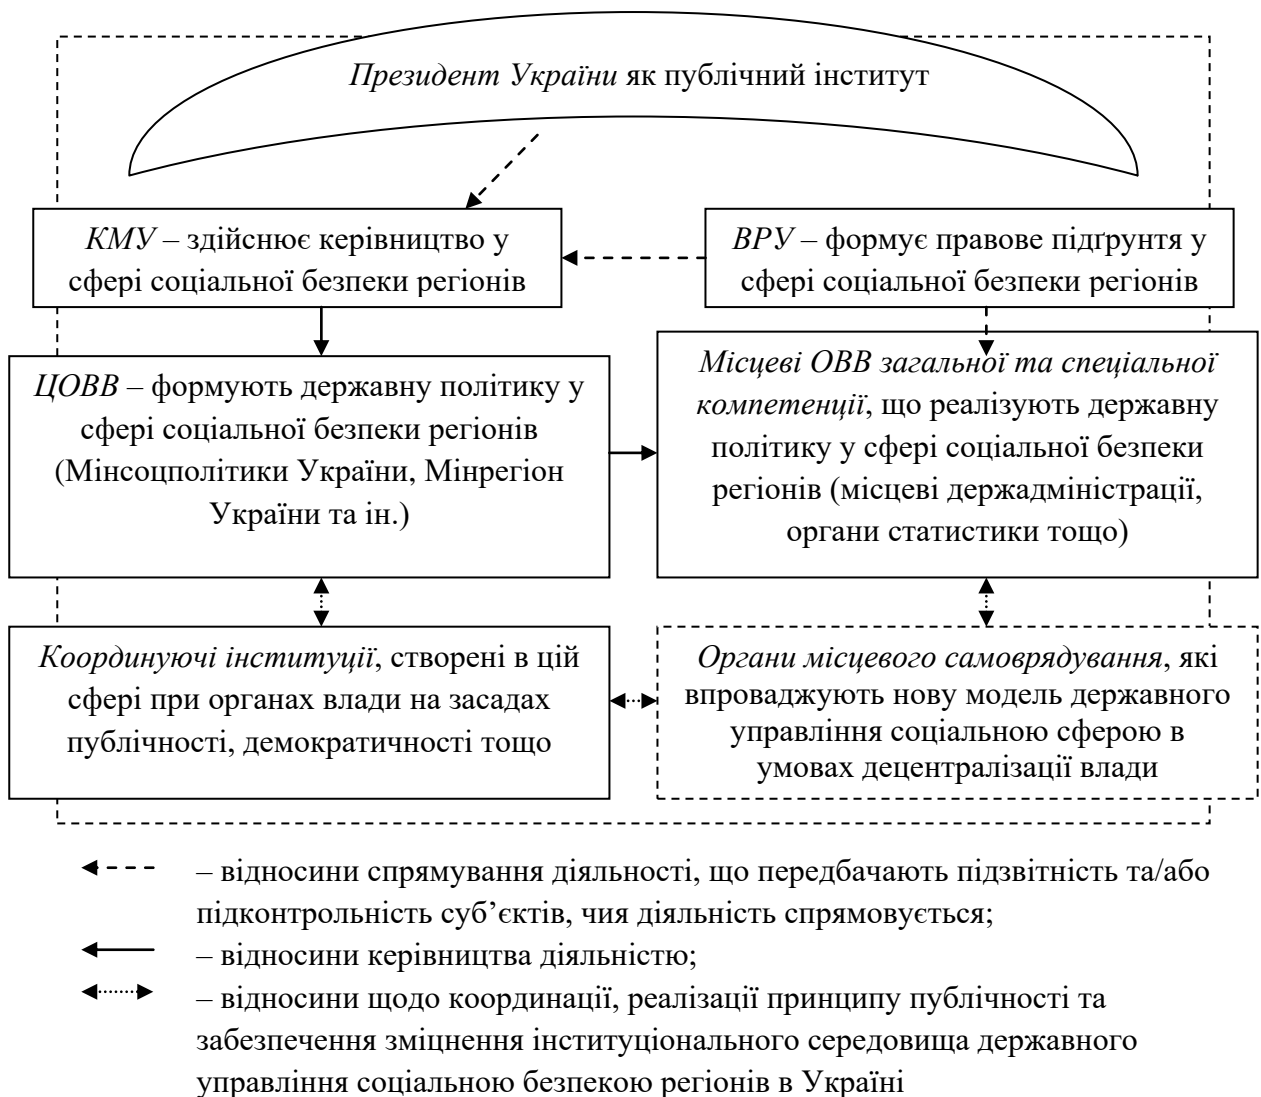 Президент України як публічний інститут
КМУ – здійснює керівництво у
сфері соціальної безпеки регіонів
ВРУ – формує правове підґрунтя у
сфері соціальної безпеки регіонів
ЦОВВ – формують державну політику у
сфері соціальної безпеки регіонів
(Мінсоцполітики України, Мінрегіон
України та ін.)
Місцеві ОВВ загальної та спеціальної
компетенції, що реалізують державну
політику у сфері соціальної безпеки
регіонів (місцеві держадміністрації,
органи статистики тощо)
Координуючі інституції, створені в цій
сфері при органах влади на засадах
публічності, демократичності тощо
Органи місцевого самоврядування, які
впроваджують нову модель державного
управління соціальною сферою в
умовах децентралізації влади
– відносини спрямування діяльності, що передбачають підзвітність та/або
підконтрольність суб’єктів, чия діяльність спрямовується;
– відносини керівництва діяльністю;
– відносини щодо координації, реалізації принципу публічності та
забезпечення зміцнення інституціонального середовища державного
управління соціальною безпекою регіонів в Україні